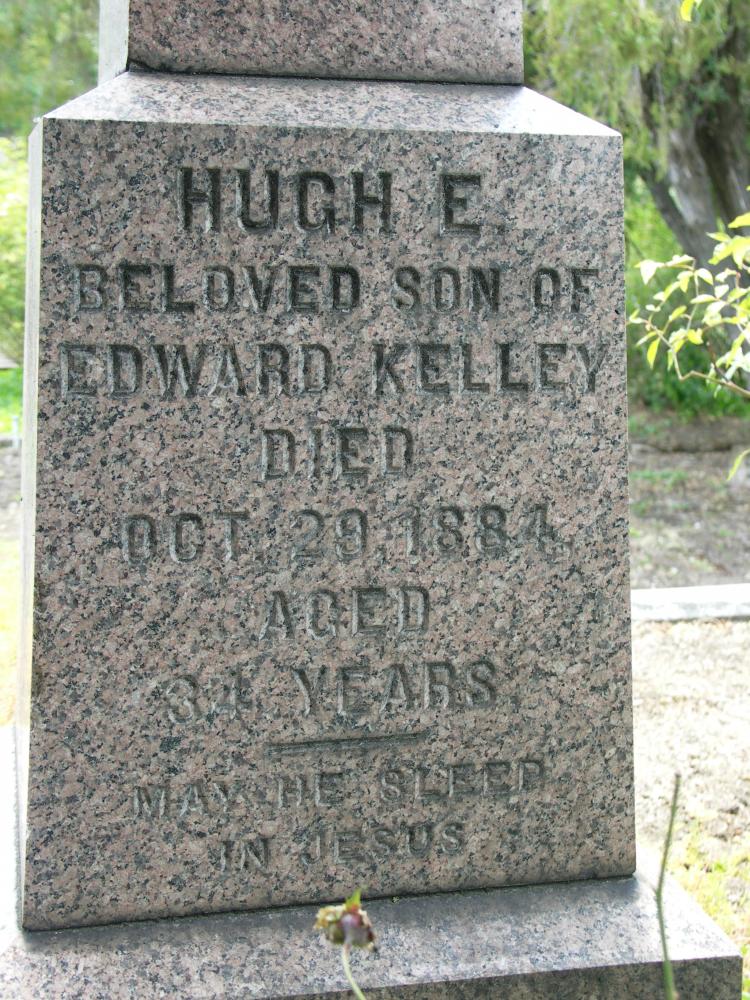 HUGH E.
BELOVED SON OF
EDWARD KELLEY
DIED
OCT. 29, 1884,
AGED
34 YEARS
MAY HE SLEEP
IN JESUS